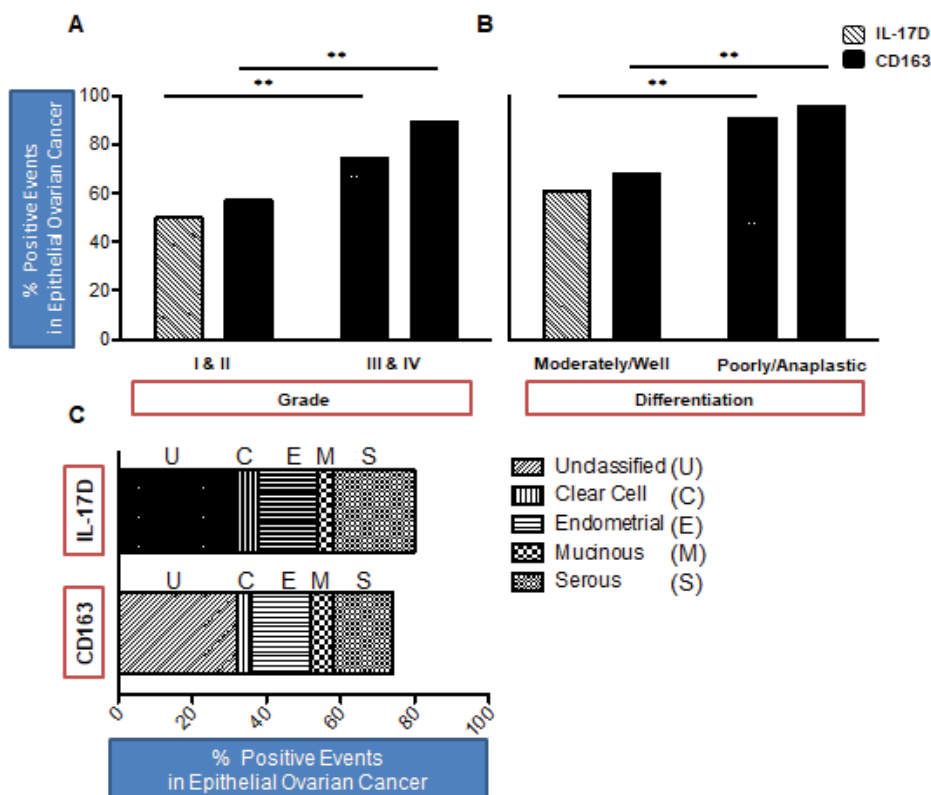 A
B
IL-17D
CD163
**
**
**
**
% Positive Events
in Epithelial Ovarian Cancer
100
80
60
40
20
0
I & II
III & IV
Moderately/Well
Poorly/Anaplastic
Grade
Differentiation
C
IL-17D
U C E M S
CD163
U C E M S
Unclassified (U)
Clear Cell (C)
Endometrial (E)
Mucinous (M)
Serous (S)
0 20 40 60 80 100
% Positive Events
in Epithelial Ovarian Cancer